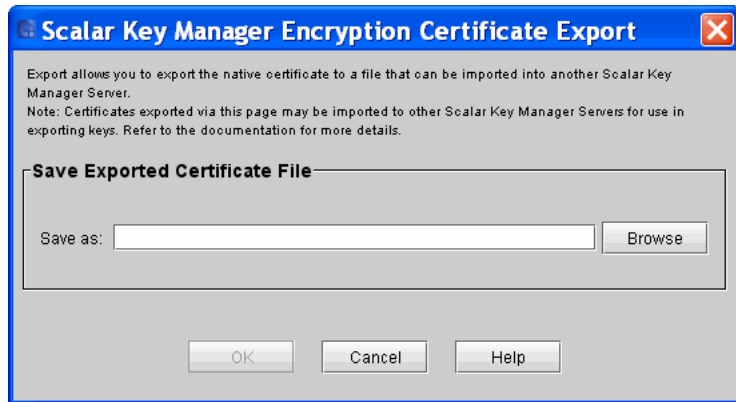 Scalar Key Manager Encryption Certificate Export
Export allows you to export the native certificate to a file that can be imported into another Scalar Key
Manager Server.
Note: Certificates exported via this page may be imported to other Scalar Key Manager Servers for use in
exporting keys. Refer to the documentation for more details.
Save Exported Certificate File
Save as: Browse
OK Cancel Help